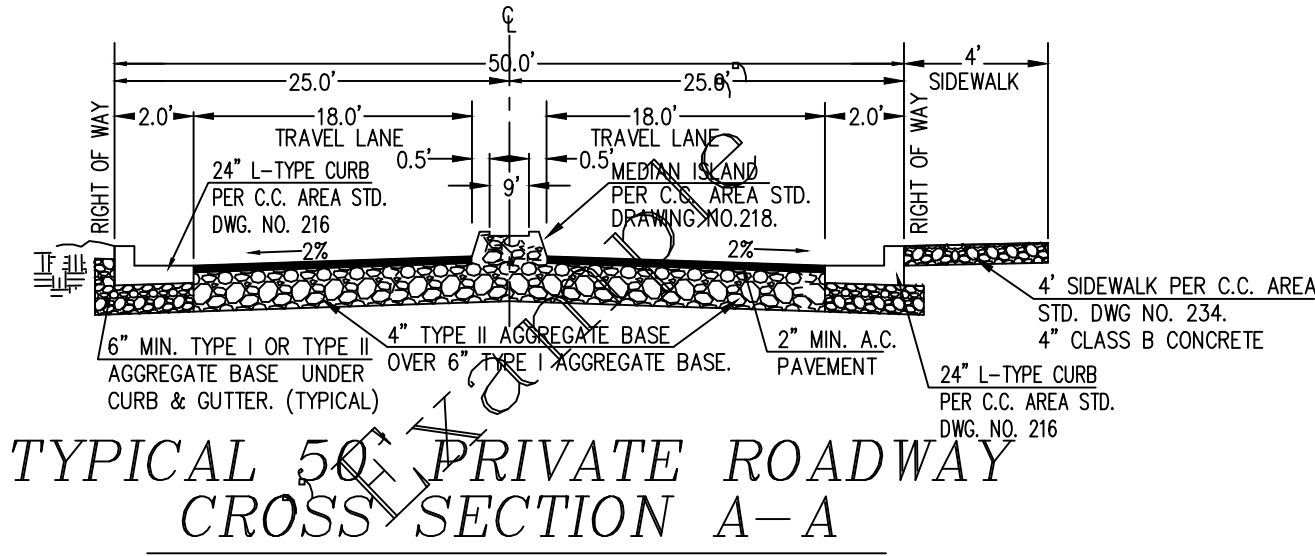 ℄
50.0'
4'
25.0'
25.0'
SIDEWALK
RIGHT OF WAY
2.0'
18.0'
18.0'
2.0'
RIGHT OF WAY
TRAVEL LANE
TRAVEL LANE
0.5'
0.5'
9'
24" L-TYPE CURB
PER C.C. AREA STD.
DWG. NO. 216
MEDIAN ISLAND
PER C.C. AREA STD.
DRAWING NO.218.
2%
2%
6" MIN. TYPE I OR TYPE II
AGGREGATE BASE UNDER
CURB & GUTTER. (TYPICAL)
4" TYPE II AGGREGATE BASE
OVER 6" TYPE I AGGREGATE BASE.
2" MIN. A.C.
PAVEMENT
4' SIDEWALK PER C.C. AREA
STD. DWG NO. 234.
4" CLASS B CONCRETE
24" L-TYPE CURB
PER C.C. AREA STD.
DWG. NO. 216
Example
TYPICAL 50' PRIVATE ROADWAY
CROSS SECTION A-A